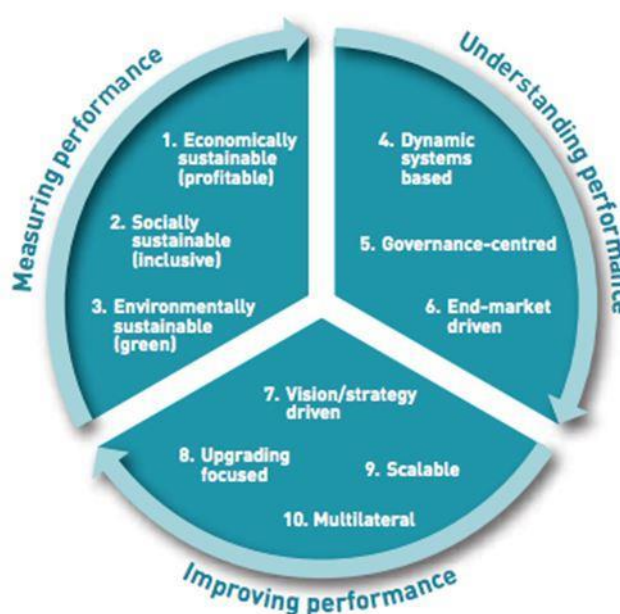 Measuring performance
1. Economically
sustainable
(profitable)
2. Socially
sustainable
(inclusive)
3. Environmentally
sustainable
(green)
Understanding performance
4. Dynamic
systems
based
5. Governance-centred
6. End-market
driven
7. Vision/strategy
driven
8. Upgrading
focused
9. Scalable
10. Multilateral
Improving performance